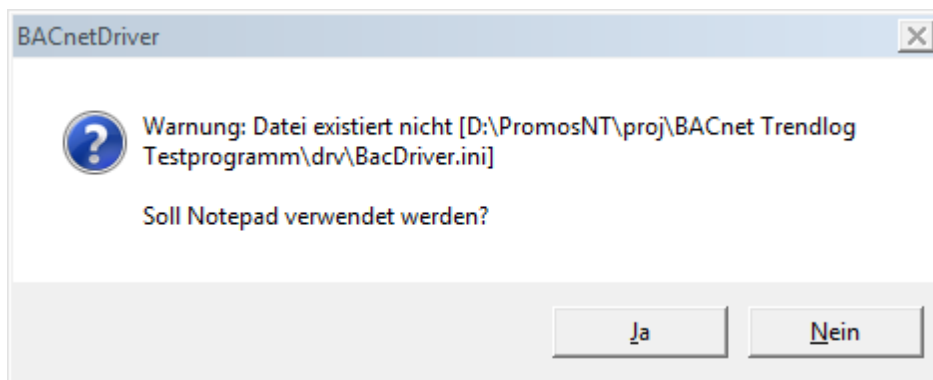 BACnetDriver
Warnung: Datei existiert nicht [D:\PromosNT\proj\BACnet Trendlog
Testprogramm\drv\BacDriver.ini]
Soll Notepad verwendet werden?
Ja
Nein